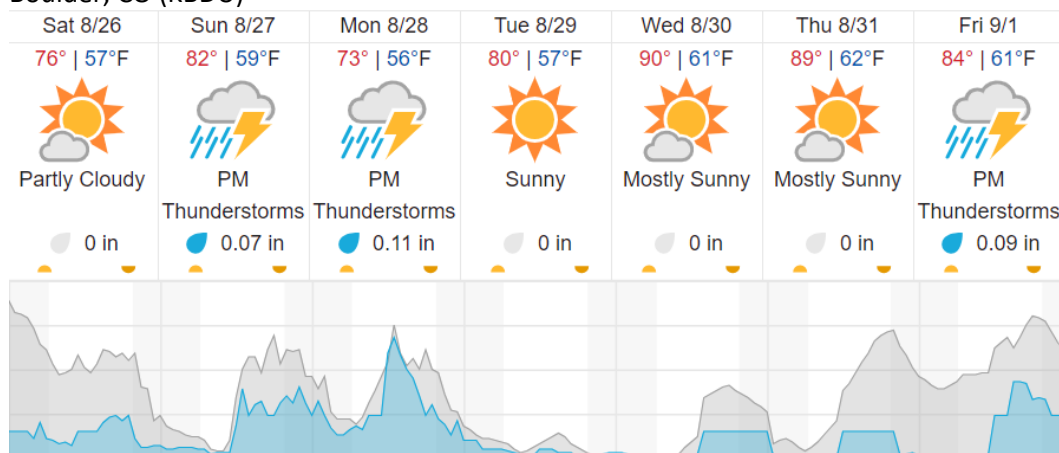 Boulder, CO (KBDU)
Sat 8/26 Sun 8/27 Mon 8/28 Tue 8/29 Wed 8/30 Thu 8/31 Fri 9/1
76° | 57°F 82° | 59°F 73° | 56°F 80° | 57°F 90° | 61°F 89° | 62°F 84° | 61°F
Partly Cloudy PM PM Sunny Mostly Sunny Mostly Sunny PM
Thunderstorms Thunderstorms Thunderstorms
0 in 0.07 in 0.11 in 0 in 0 in 0 in 0.09 in